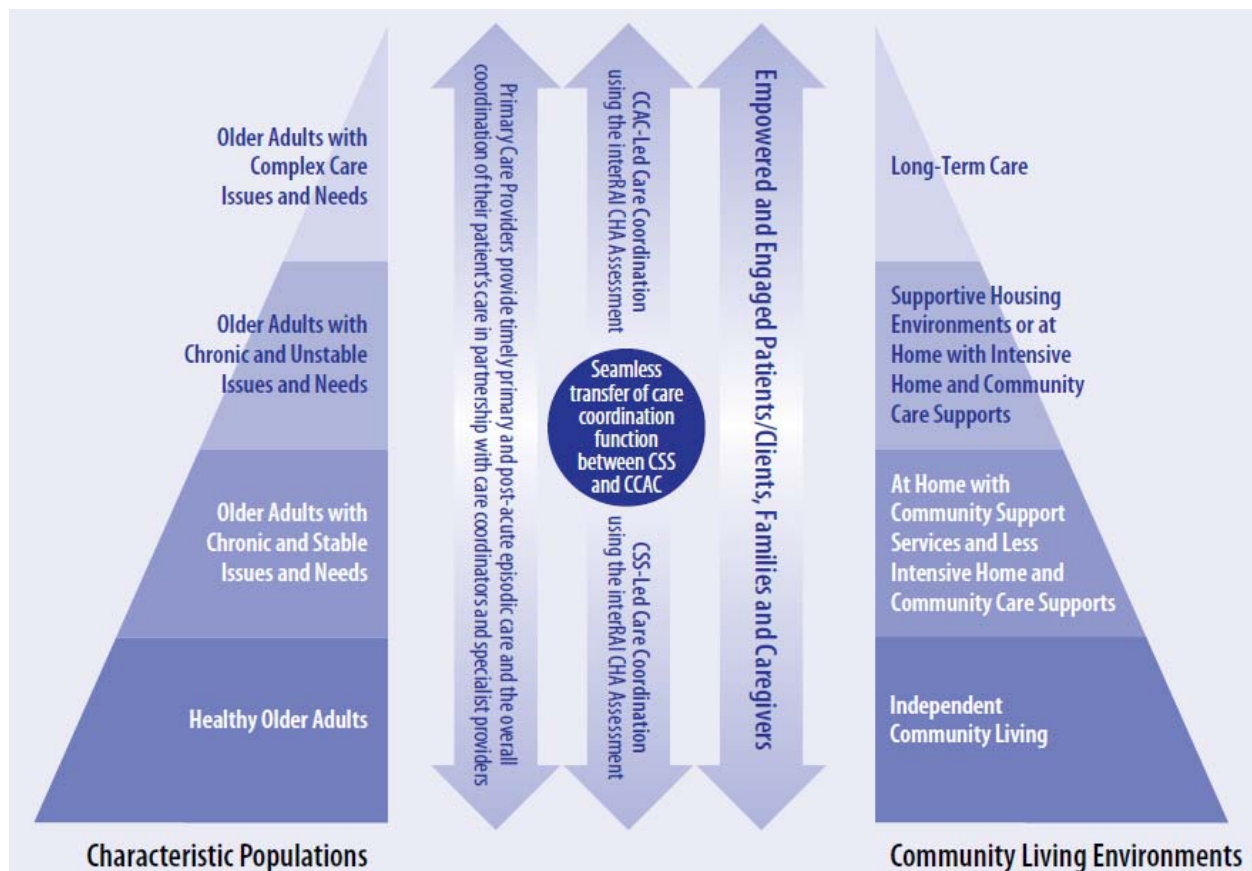 Older Adults with
Complex Care
Issues and Needs
Older Adults with
Chronic and Unstable
Issues and Needs
Older Adults with
Chronic and Stable
Issues and Needs
Healthy Older Adults
Characteristic Populations
Primary Care Providers provide timely primary and post-acute episodic care and the overall
coordination of their patient's care in partnership with care coordinators and specialist providers
CCAC-Led Care Coordination
using the interRAI CHA Assessment
Seamless
transfer of care
coordination
function
between CSS
and CCAC
CSS-Led Care Coordination
using the interRAI CHA Assessment
Empowered and Engaged Patients/Clients, Families and Caregivers
Long-Term Care
Supportive Housing
Environments or at
Home with Intensive
Home and Community
Care Supports
At Home with
Community Support
Services and Less
Intensive Home and
Community Care Supports
Independent
Community Living
Community Living Environments